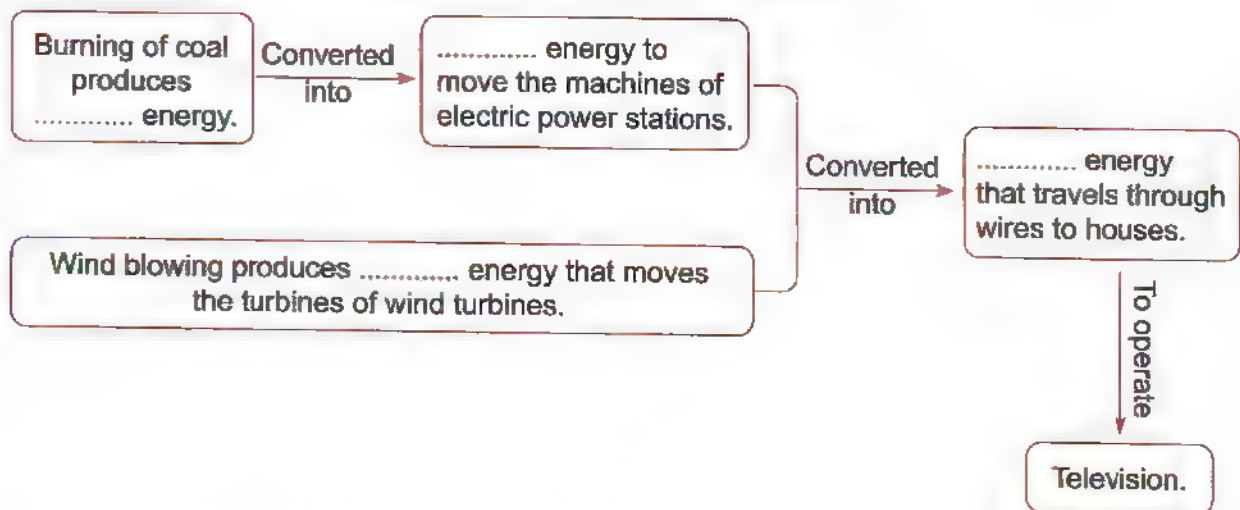 Burning of coal
produces
............. energy.
Converted
into
............. energy to
move the machines of
electric power stations.
Wind blowing produces ............. energy that moves
the turbines of wind turbines.
Converted
into
............. energy
that travels through
wires to houses.
To operate
Television.